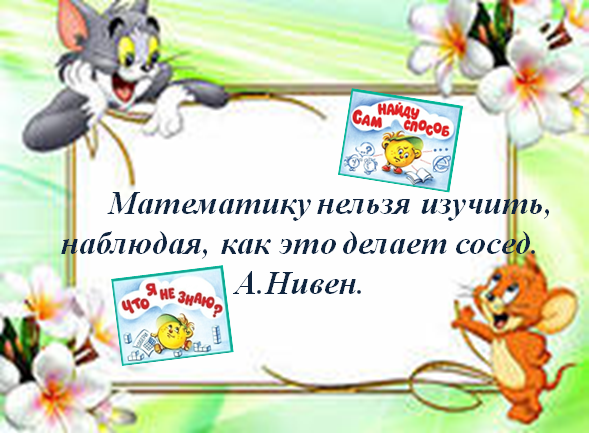 НАЙДУ
САМ СПОСОБ
Математику нельзя изучить,
наблюдая, как это делает сосед.
А.Нивен.
ЧТО Я НЕ ЗНАЮ?